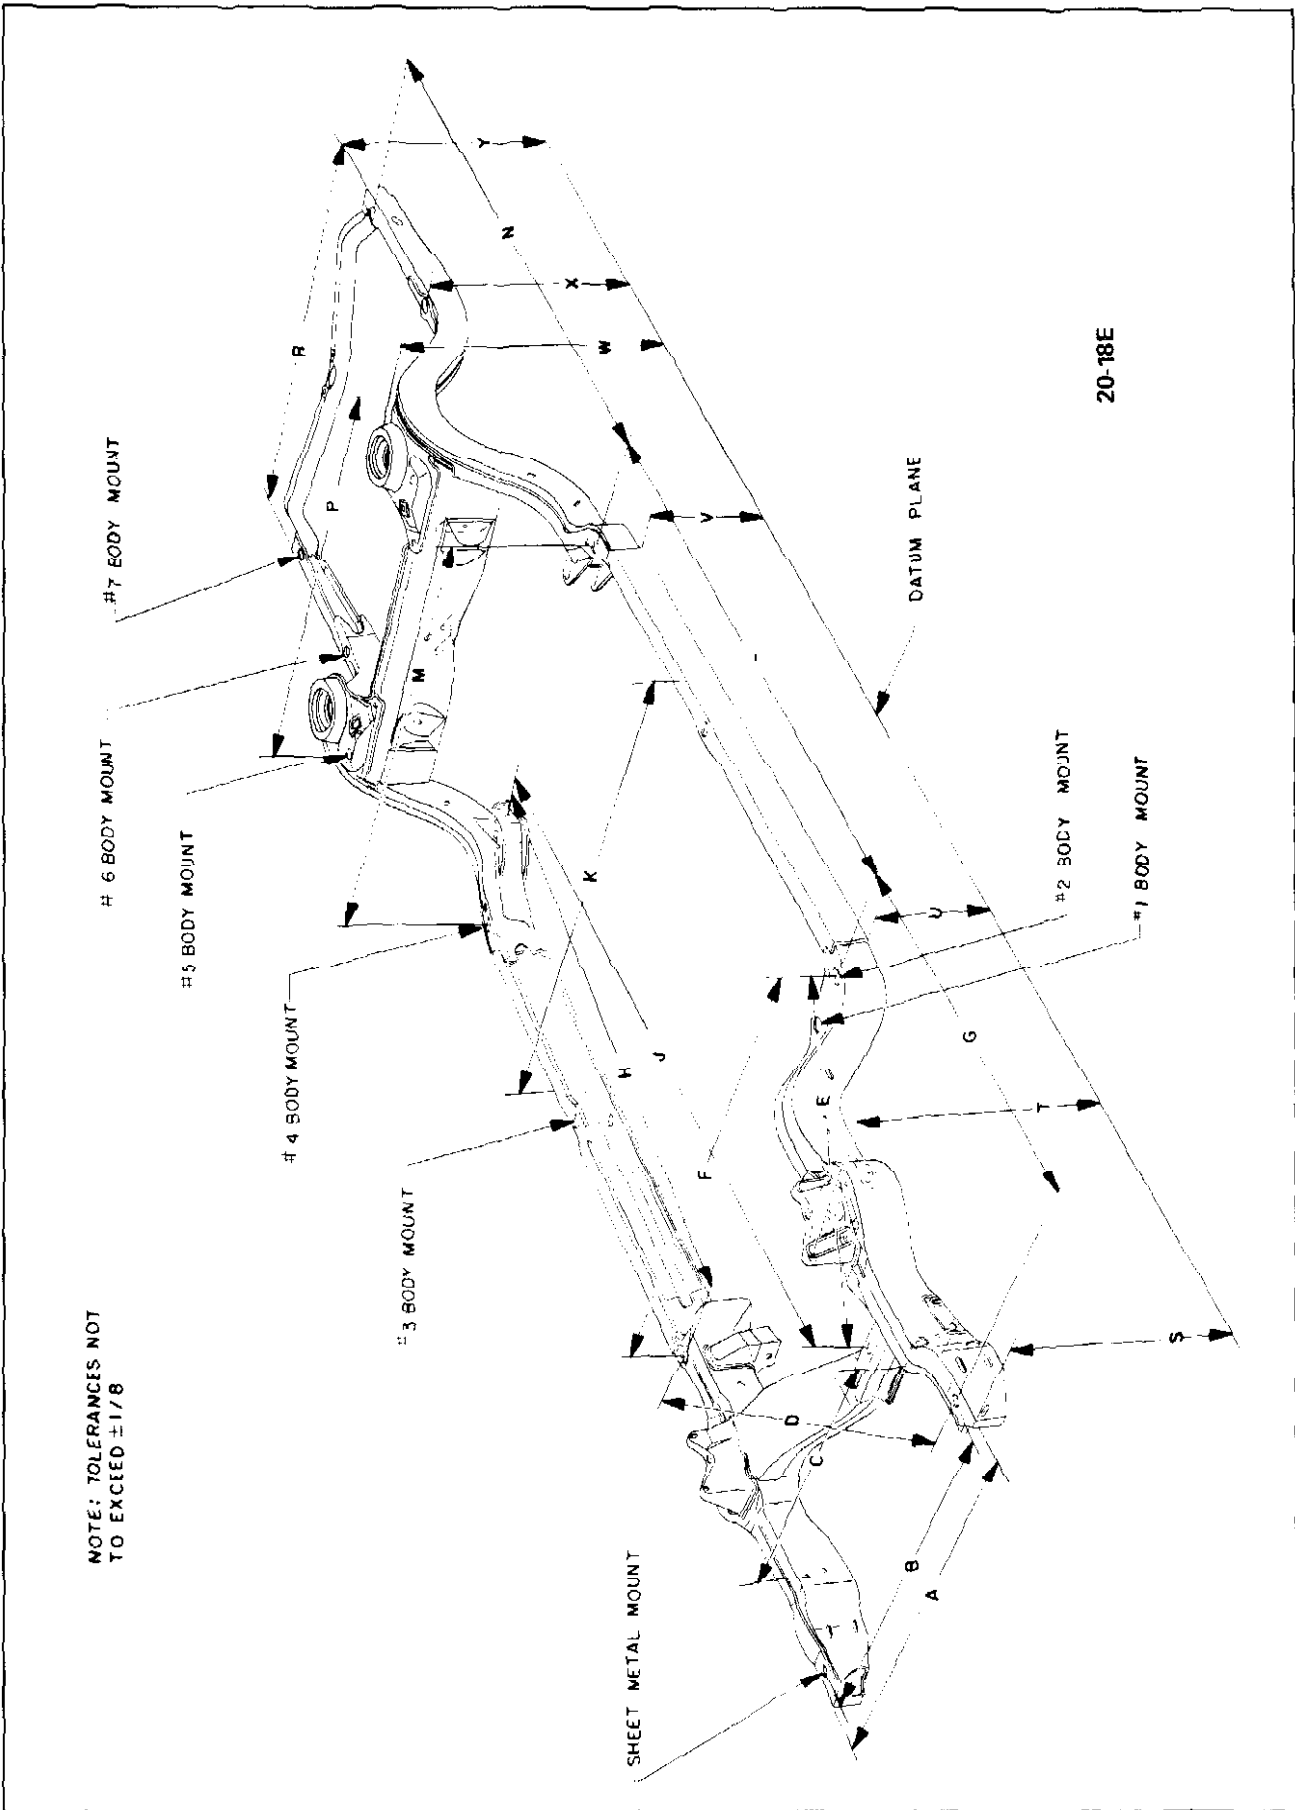 NOTE: TOLERANCES NOT
TO EXCEED ±1/8
#7 BODY MOUNT
# 6 BODY MOUNT
#5 BODY MOUNT
#4 BODY MOUNT
#3 BODY MOUNT
SHEET METAL MOUNT
#2 BODY MOUNT
#1 BODY MOUNT
DATUM PLANE
20-18E
A
B
C
D
E
F
G
H
I
J
K
M
N
P
R
S
T
U
V
W
X
Y